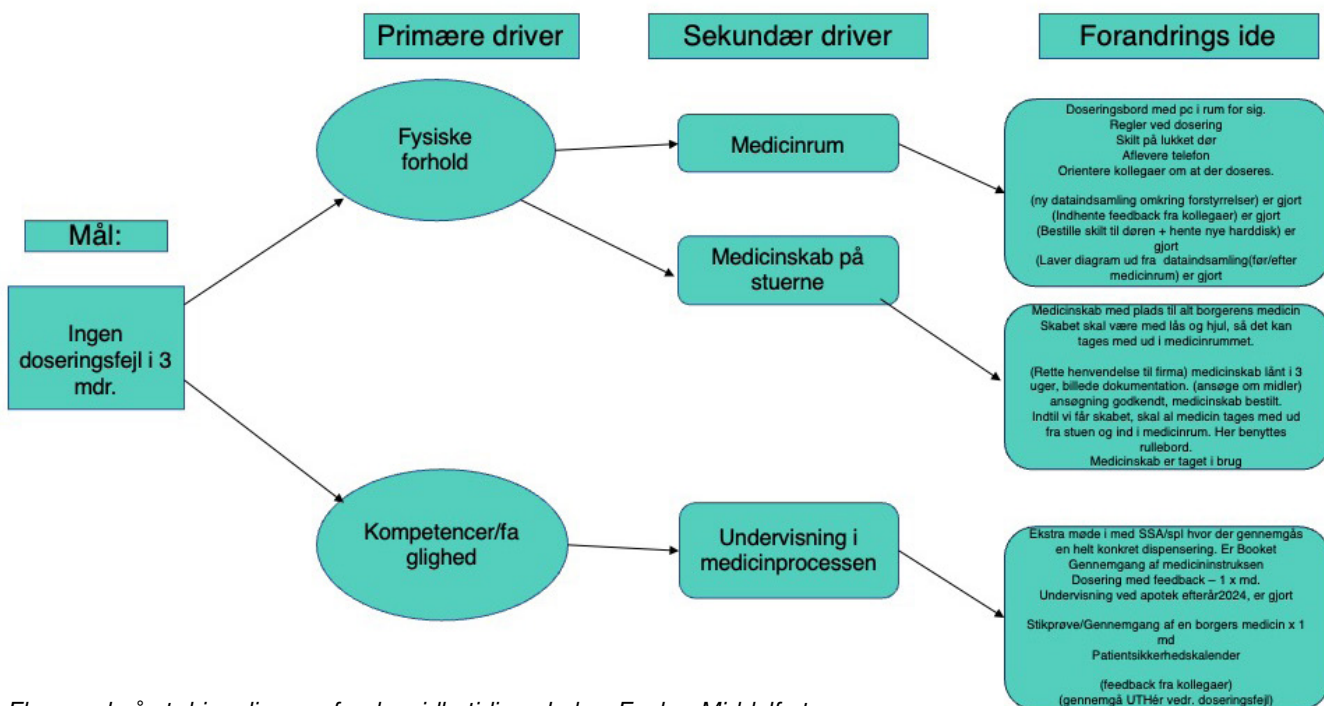 Primære driver
Sekundær driver
Forandrings ide
Mål:
Ingen
doseringsfejl i 3
mdr.
Fysiske
forhold
Kompetencer/fa
glighed
Medicinrum
Medicinskab på
stuerne
Undervisning i
medicinprocessen
Doseringsbord med pc i rum for sig.
Regler ved dosering
Skilt på lukket dør
Aflevere telefon
Orientere kollegaer om at der doseres.
(ny dataindsamling omkring forstyrrelser) er gjort
(Indhente feedback fra kollegaer) er gjort
(Bestille skilt til døren + hente nye harddisk) er
gjort
(Laver diagram ud fra dataindsamling(før/efter
medicinrum) er gjort
Medicinskab med plads til alt borgerens medicin
Skabet skal være med lås og hjul, så det kan
tages med ud i medicinrummet.
(Rette henvendelse til firma) medicinskab lånt i 3
uger, billede dokumentation. (ansøge om midler)
ansøgning godkendt, medicinskab bestilt.
Indtil vi får skabet, skal al medicin tages med ud
fra stuen og ind i medicinrum. Her benyttes
rullebord.
Medicinskab er taget i brug
Ekstra møde i med SSA/spl hvor der gennemgås
en helt konkret dispensering. Er Booket
Gennemgang af medicininstruksen
Dosering med feedback – 1 x md.
Undervisning ved apotek efterår2024, er gjort
Stikprøve/Gennemgang af en borgers medicin x 1
md
Patientsikkerhedskalender
(feedback fra kollegaer)
(gennemgå UTHér vedr. doseringsfejl)